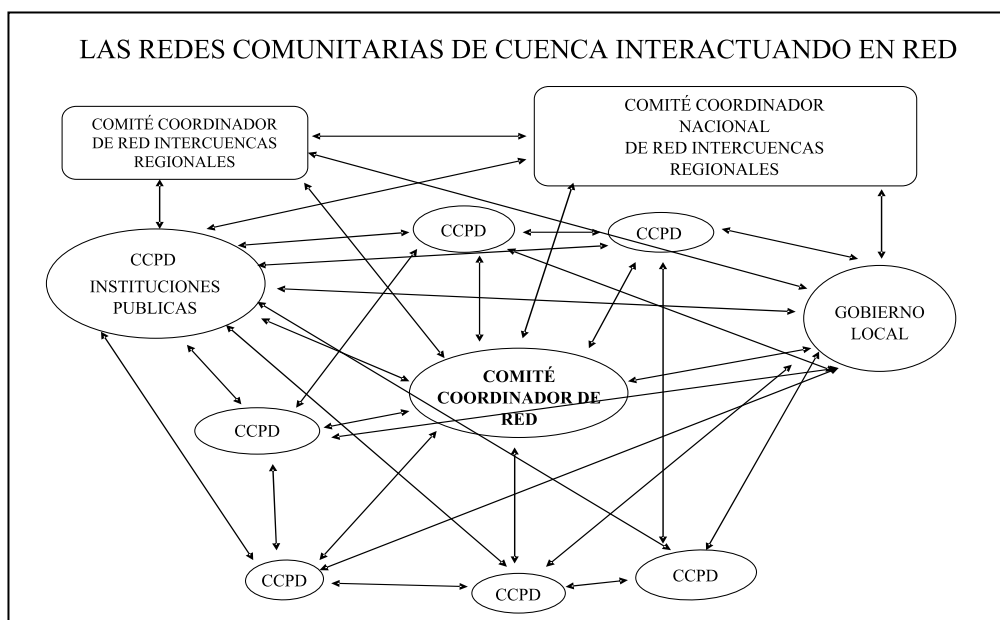 LAS REDES COMUNITARIAS DE CUENCA INTERACTUANDO EN RED
COMITÉ COORDINADOR
DE RED INTERCUENCAS
REGIONALES
COMITÉ COORDINADOR
NACIONAL
DE RED INTERCUENCAS
REGIONALES
CCPD
CCPD
CCPD
INSTITUCIONES
PUBLICAS
GOBIERNO
LOCAL
COMITÉ
COORDINADOR DE
RED
CCPD
CCPD
CCPD
CCPD